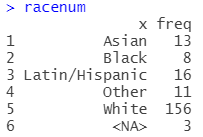 > racenum
x freq
1 Asian 13
2 Black 8
3 Latin/Hispanic 16
4 Other 11
5 White 156
6 <NA> 3